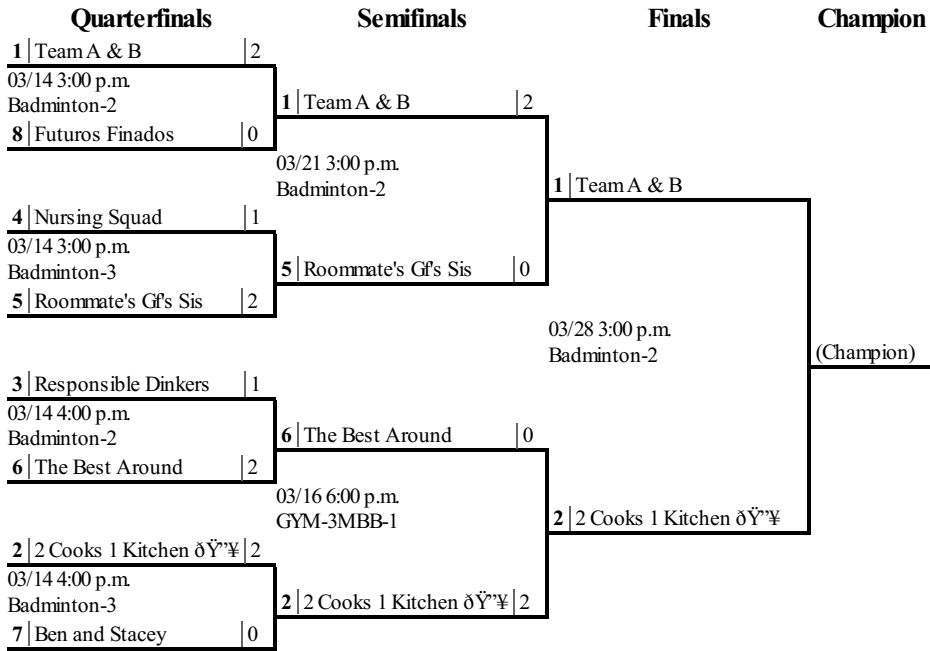 Quarterfinals Semifinals Finals Champion
1 Team A & B 2
03/14 3:00 p.m.
Badminton-2
8 Futuros Finados 0
4 Nursing Squad 1
03/14 3:00 p.m.
Badminton-3
5 Roommate's Gf's Sis 2
3 Responsible Dinkers 1
03/14 4:00 p.m.
Badminton-2
6 The Best Around 2
2 2 Cooks 1 Kitchen ðŸ”¥ 2
03/14 4:00 p.m.
Badminton-3
7 Ben and Stacey 0
1 Team A & B 2
03/21 3:00 p.m.
Badminton-2
5 Roommate's Gf's Sis 0
6 The Best Around 0
03/16 6:00 p.m.
GYM-3MBB-1
2 2 Cooks 1 Kitchen ðŸ”¥ 2
1 Team A & B
03/28 3:00 p.m.
Badminton-2
2 2 Cooks 1 Kitchen ðŸ”¥
(Champion)